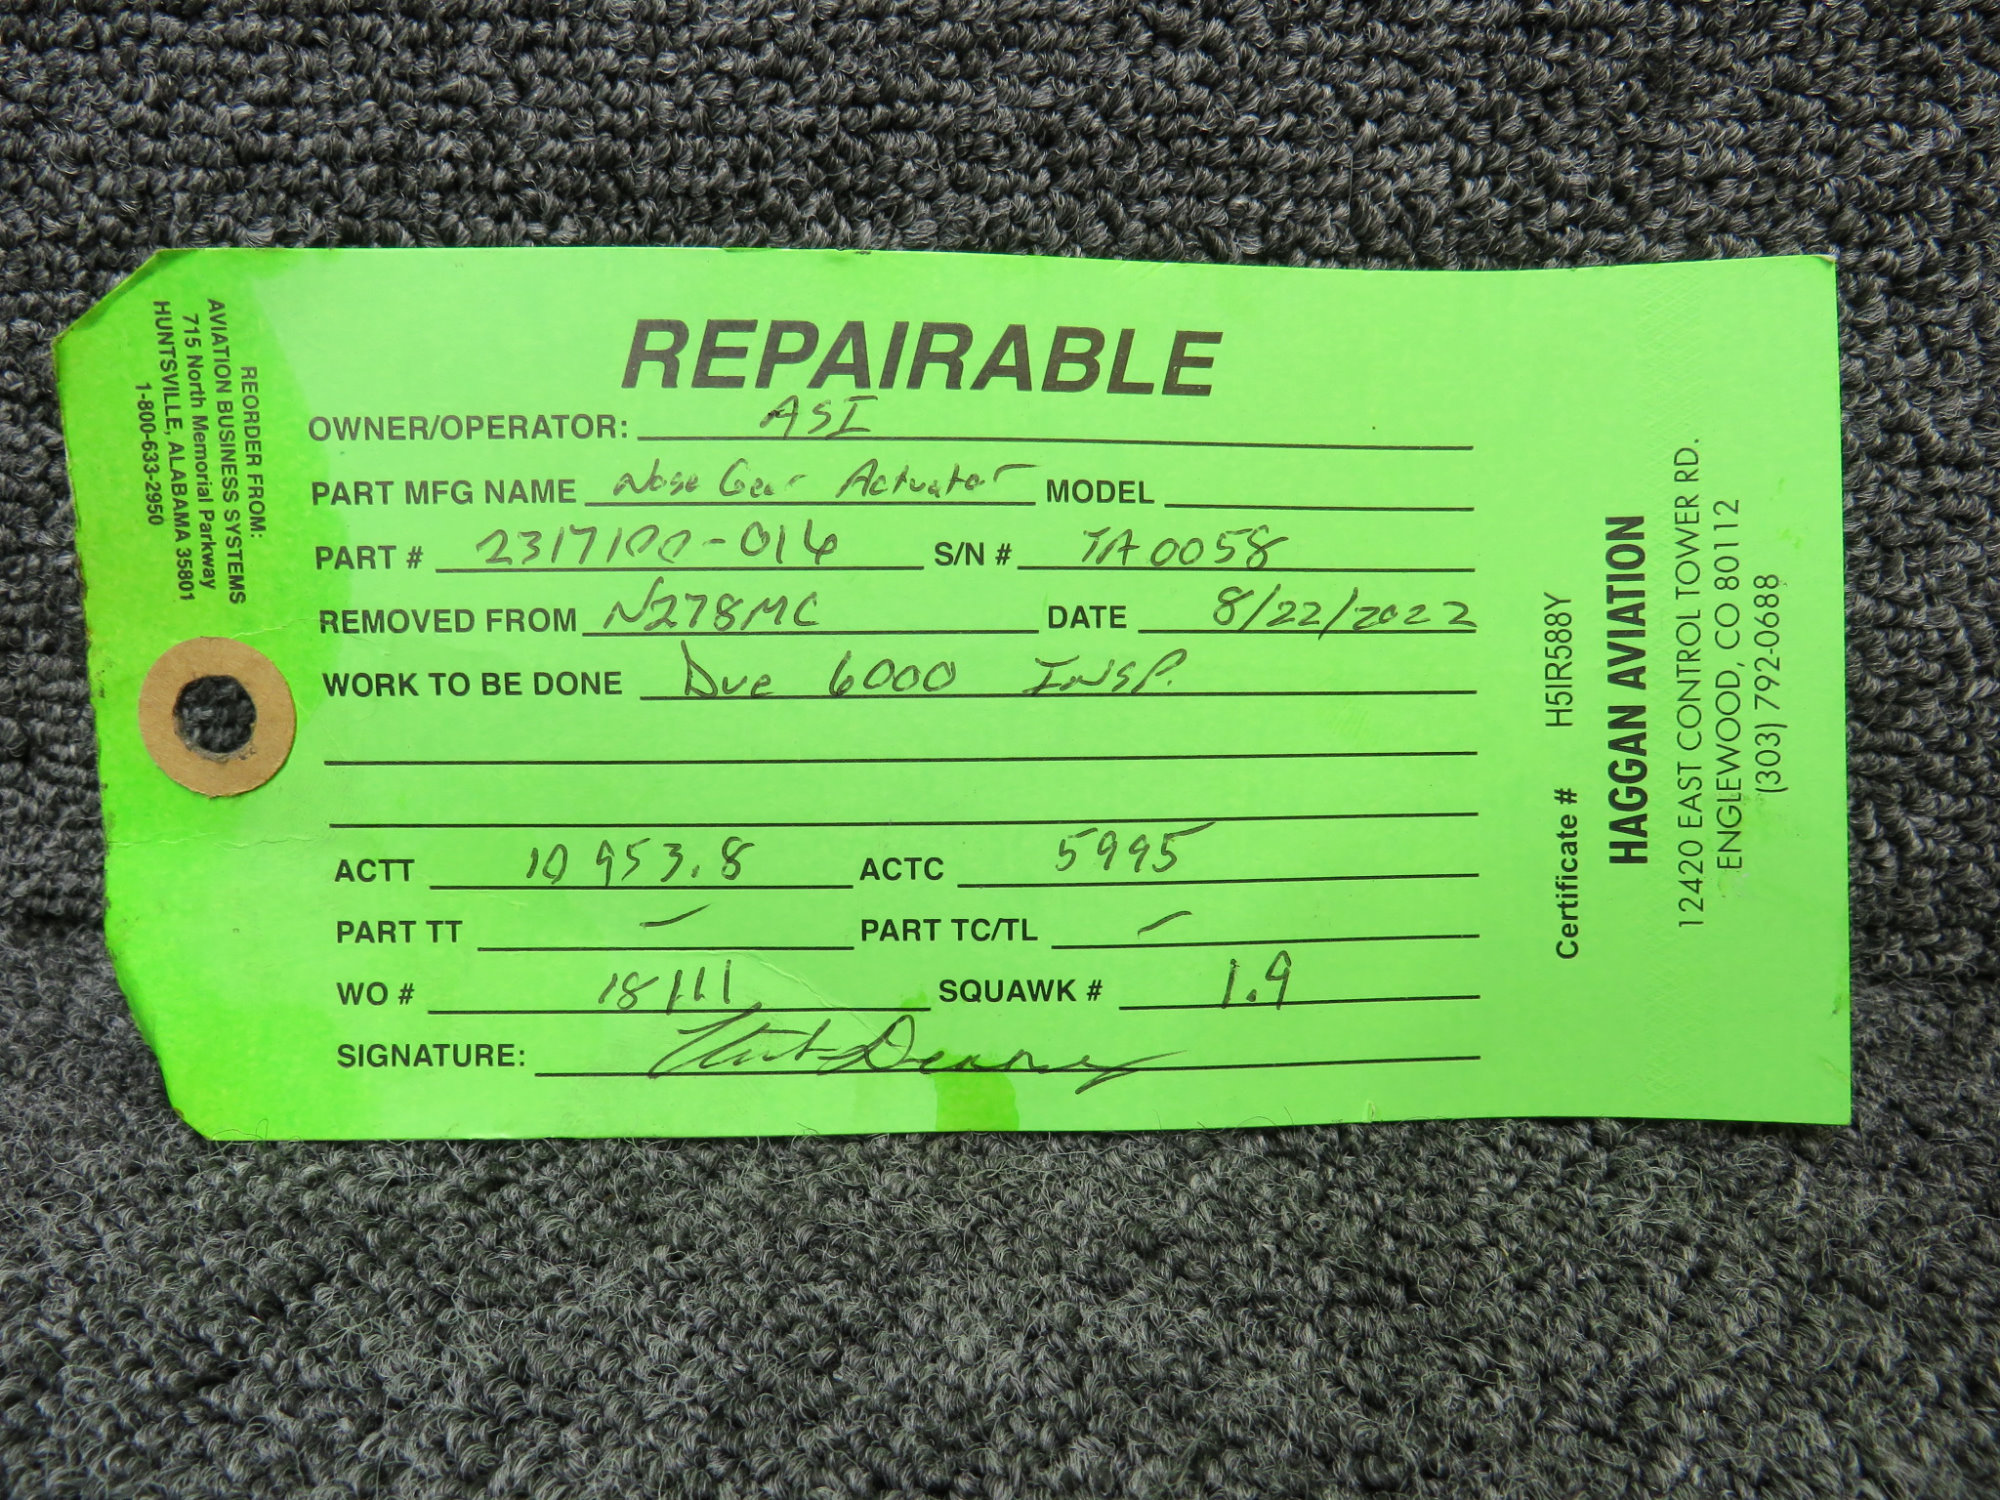 REORDER FROM:
AVIATION BUSINESS SYSTEMS
715 North Memorial Parkway
HUNTSVILLE, ALABAMA 35801
1-800-633-2950
REPAIRABLE
OWNER/OPERATOR: ASI
PART MFG NAME Nose Gear Actuator MODEL
PART # 2317100-016 S/N # TA0058
REMOVED FROM N278MC DATE 8/22/2022
WORK TO BE DONE Due 6000 INSP.
ACTT 10953.8 ACTC 5995
PART TT – PART TC/TL –
WO # 18111 SQUAWK # 1.9
SIGNATURE:
Certificate # H5IR588Y
HAGGAN AVIATION
12420 EAST CONTROL TOWER RD.
ENGLEWOOD, CO 80112
(303) 792-0688